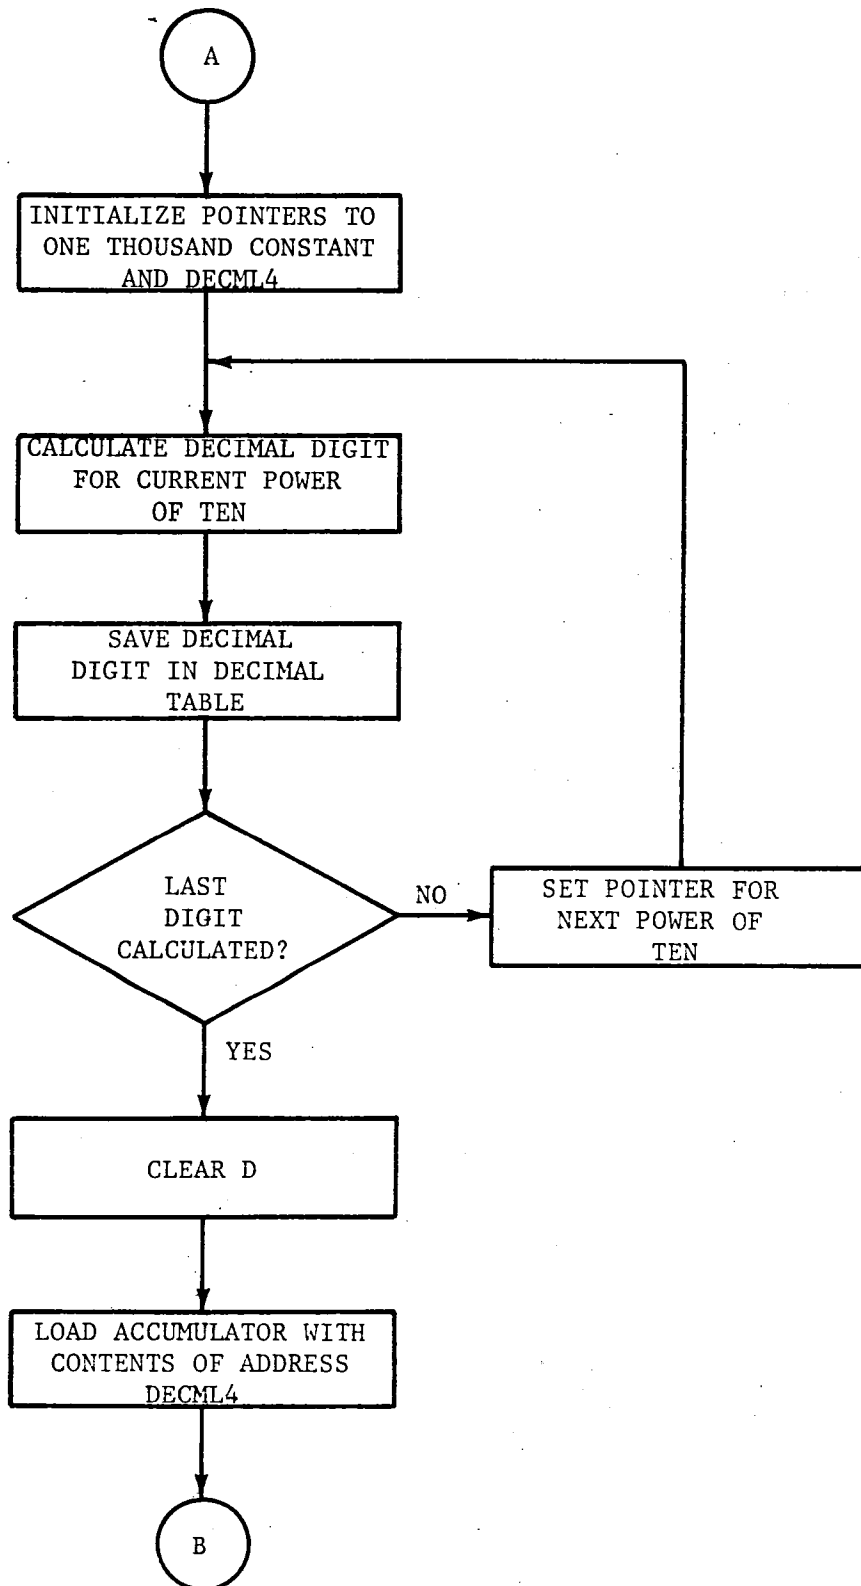 A
INITIALIZE POINTERS TO
ONE THOUSAND CONSTANT
AND DECML4
CALCULATE DECIMAL DIGIT
FOR CURRENT POWER
OF TEN
SAVE DECIMAL
DIGIT IN DECIMAL
TABLE
LAST
DIGIT
CALCULATED?
NO
SET POINTER FOR
NEXT POWER OF
TEN
YES
CLEAR D
LOAD ACCUMULATOR WITH
CONTENTS OF ADDRESS
DECML4
B